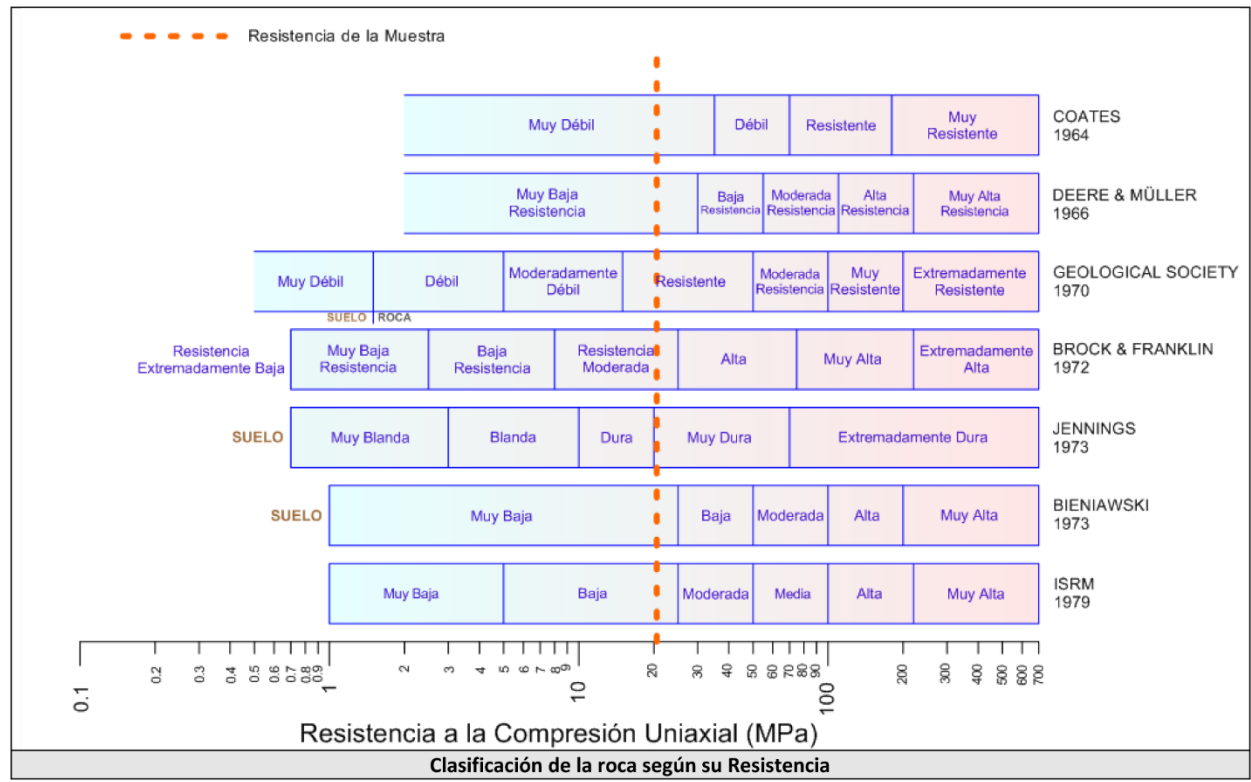 Resistencia de la Muestra
Muy Débil
Débil
Resistente
Muy
Resistente
COATES
1964
Muy Baja
Resistencia
Baja
Resistencia
Moderada
Resistencia
Alta
Resistencia
Muy Alta
Resistencia
DEERE & MÜLLER
1966
Muy Débil
Débil
Moderadamente
Débil
Resistente
Moderada
Resistencia
Muy
Resistente
Extremadamente
Resistente
GEOLOGICAL SOCIETY
1970
SUELO
ROCA
Resistencia
Extremadamente Baja
Muy Baja
Resistencia
Baja
Resistencia
Resistencia
Moderada
Alta
Muy Alta
Extremadamente
Alta
BROCK & FRANKLIN
1972
SUELO
Muy Blanda
Blanda
Dura
Muy Dura
Extremadamente Dura
JENNINGS
1973
SUELO
Muy Baja
Baja
Moderada
Alta
Muy Alta
BIENIAWSKI
1973
Muy Baja
Baja
Moderada
Media
Alta
Muy Alta
ISRM
1979
0.1
0.2
0.3
0.4
0.5
0.6
0.7
0.8
0.9
1
2
3
4
5
6
7
8
9
10
20
30
40
50
60
70
80
90
100
200
300
400
500
600
700
Resistencia a la Compresión Uniaxial (MPa)
Clasificación de la roca según su Resistencia